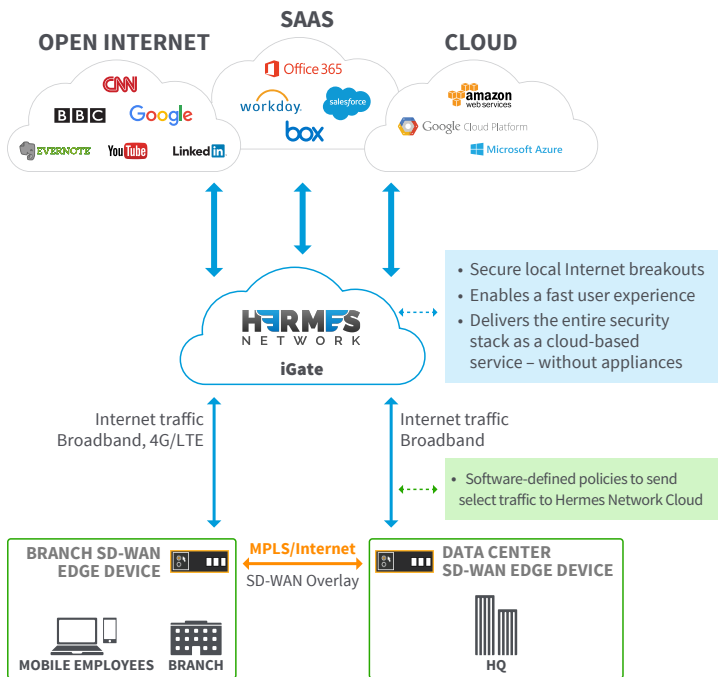 SAAS
OPEN INTERNET
CLOUD
CNN
BBC
Google
EVERNOTE
YouTube
LinkedIn
Office 365
workday
salesforce
box
amazon
web services
Google Cloud Platform
Microsoft Azure
• Secure local Internet breakouts
• Enables a fast user experience
• Delivers the entire security
stack as a cloud-based
service – without appliances
HERMES
NETWORK
iGate
Internet traffic
Broadband, 4G/LTE
Internet traffic
Broadband
• Software-defined policies to send
select traffic to Hermes Network Cloud
BRANCH SD-WAN
EDGE DEVICE
MPLS/Internet
SD-WAN Overlay
DATA CENTER
SD-WAN EDGE DEVICE
MOBILE EMPLOYEES
BRANCH
HQ